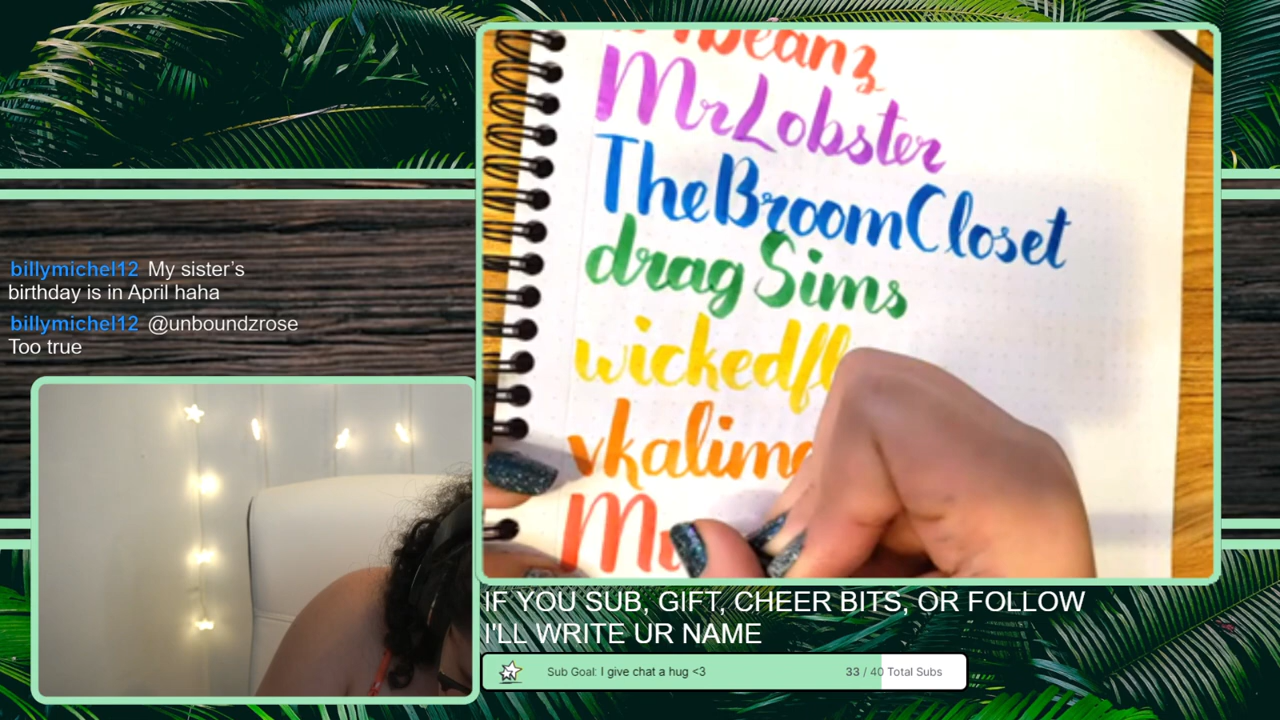 billymichel12 My sister's
birthday is in April haha
billymichel12 @unboundzrose
Too true
MrLobster
TheBroomCloset
dragSims
IF YOU SUB, GIFT, CHEER BITS, OR FOLLOW
I'LL WRITE UR NAME
Sub Goal: I give chat a hug <3
33 / 40 Total Subs